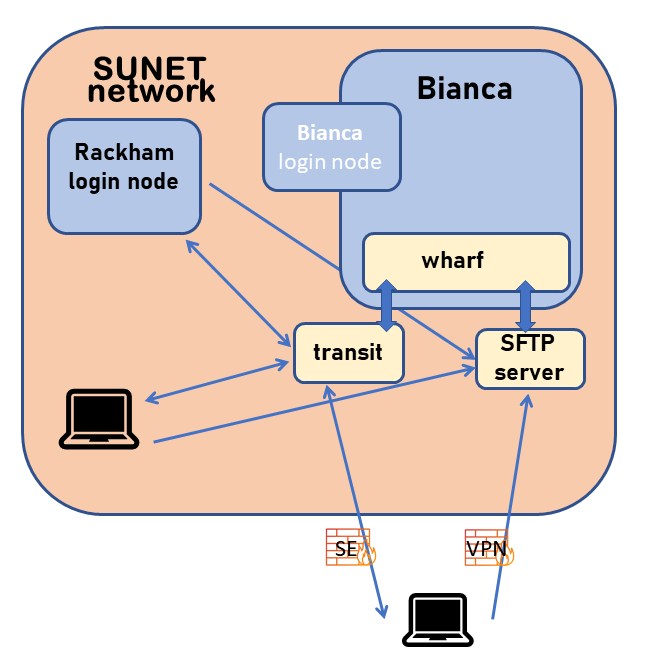 SUNET
network
Bianca
Rackham
login node
Bianca
login node
wharf
transit
SFTP
server
SE
VPN